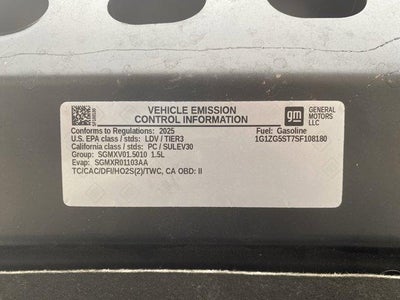 SF108180
VEHICLE EMISSION
CONTROL INFORMATION
gm
GENERAL
MOTORS
LLC
Conforms to Regulations: 2025
Fuel: Gasoline
U.S. EPA class / stds: LDV / TIER3
1G1ZG5ST7SF108180
California class / stds: PC / SULEV30
Group: SGMXV01.5010 1.5L
Evap: SGMXR01103AA
TC/CAC/DFI/HO2S(2)/TWC, CA OBD: II